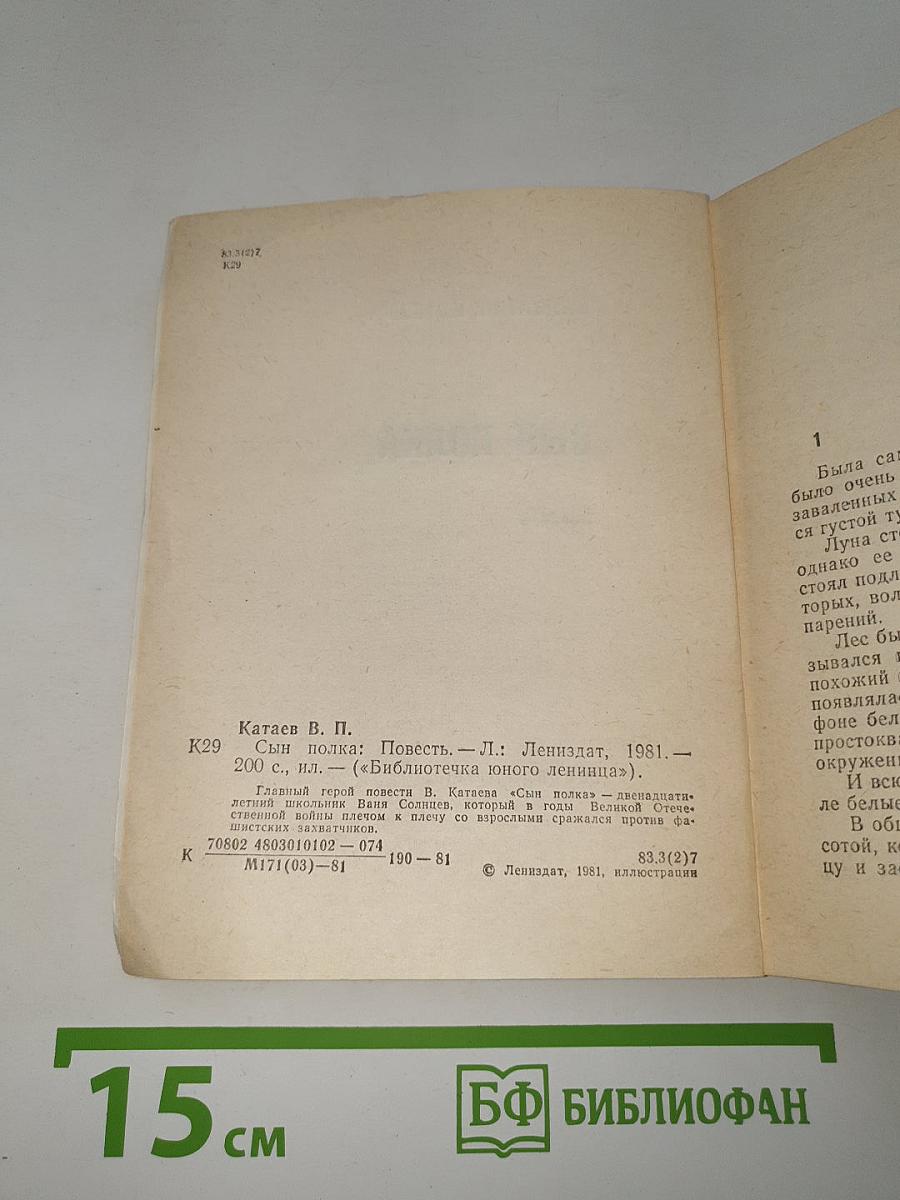 83.3(2)7
К29
Катаев В. П.
К29 Сын полка: Повесть. — Л.: Лениздат, 1981. —
200 с., ил. — («Библиотечка юного ленинца»).
Главный герой повести В. Катаева «Сын полка» — двенадцати-
летний школьник Ваня Солнцев, который в годы Великой Отече-
ственной войны плечом к плечу со взрослыми сражался против фа-
шистских захватчиков.
К 70802 4803010102 — 074
М171(03)—81
190 — 81
83.3(2)7
© Лениздат, 1981, иллюстрации
1
Была сам
было очень
заваленных
ся густой ту
Луна сто
однако ее
стоял подл
торых, вол
парений.
Лес бы
зывался
похожий
появляла
фоне бел
простокв
окружен
И всю
ле белые
В общ
сотой, к
цу и за
15 см
БФ БИБЛИОФАН